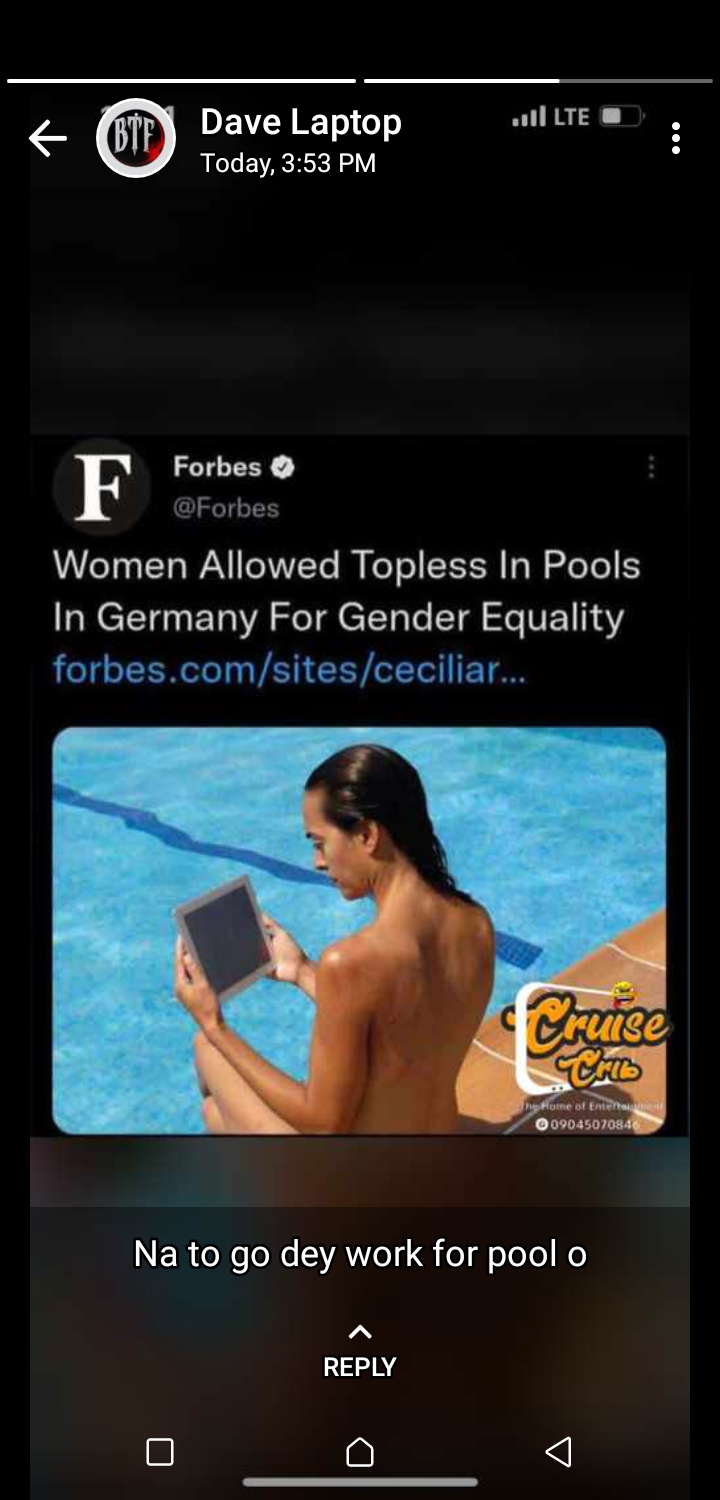 Dave Laptop
LTE
BTF
Today, 3:53 PM
F
Forbes
@Forbes
Women Allowed Topless In Pools
In Germany For Gender Equality
forbes.com/sites/ceciliar...
Cruise
Crib
The Home of Entertainment
09045070846
Na to go dey work for pool o
REPLY